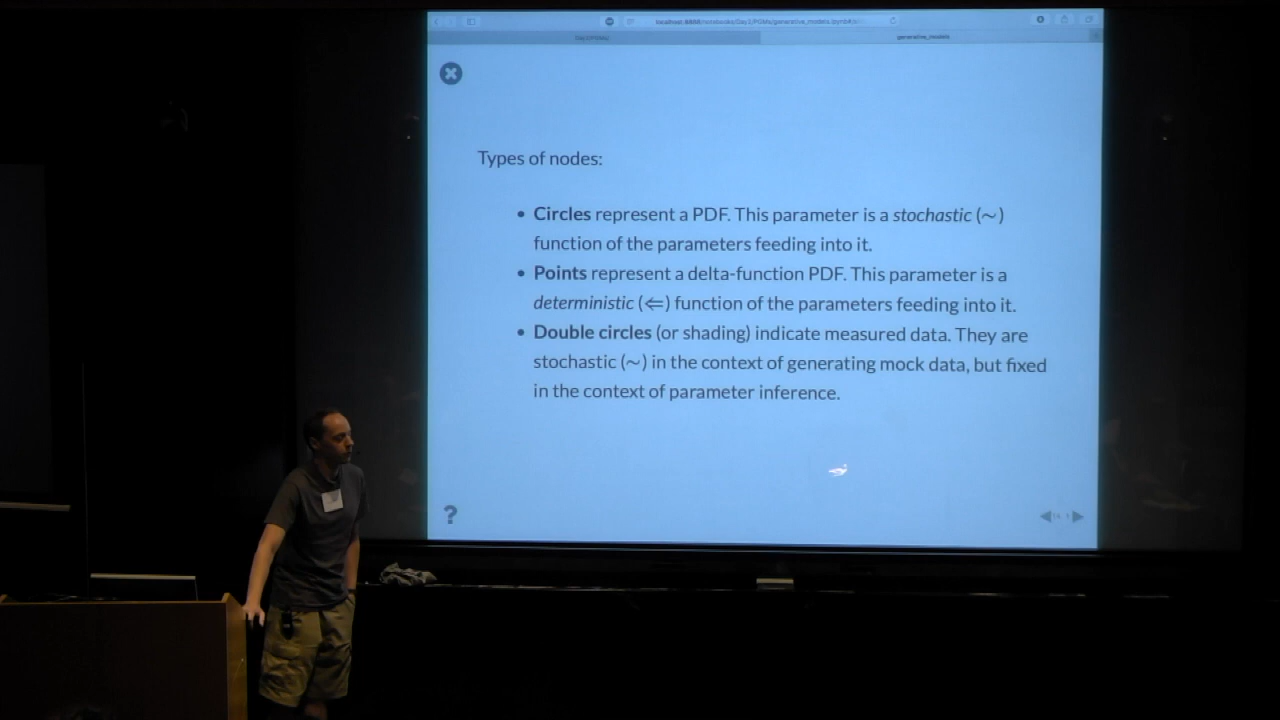 generative_models
Types of nodes:
• Circles represent a PDF. This parameter is a stochastic (∼)
function of the parameters feeding into it.
• Points represent a delta-function PDF. This parameter is a
deterministic (⇐) function of the parameters feeding into it.
• Double circles (or shading) indicate measured data. They are
stochastic (∼) in the context of generating mock data, but fixed
in the context of parameter inference.
?